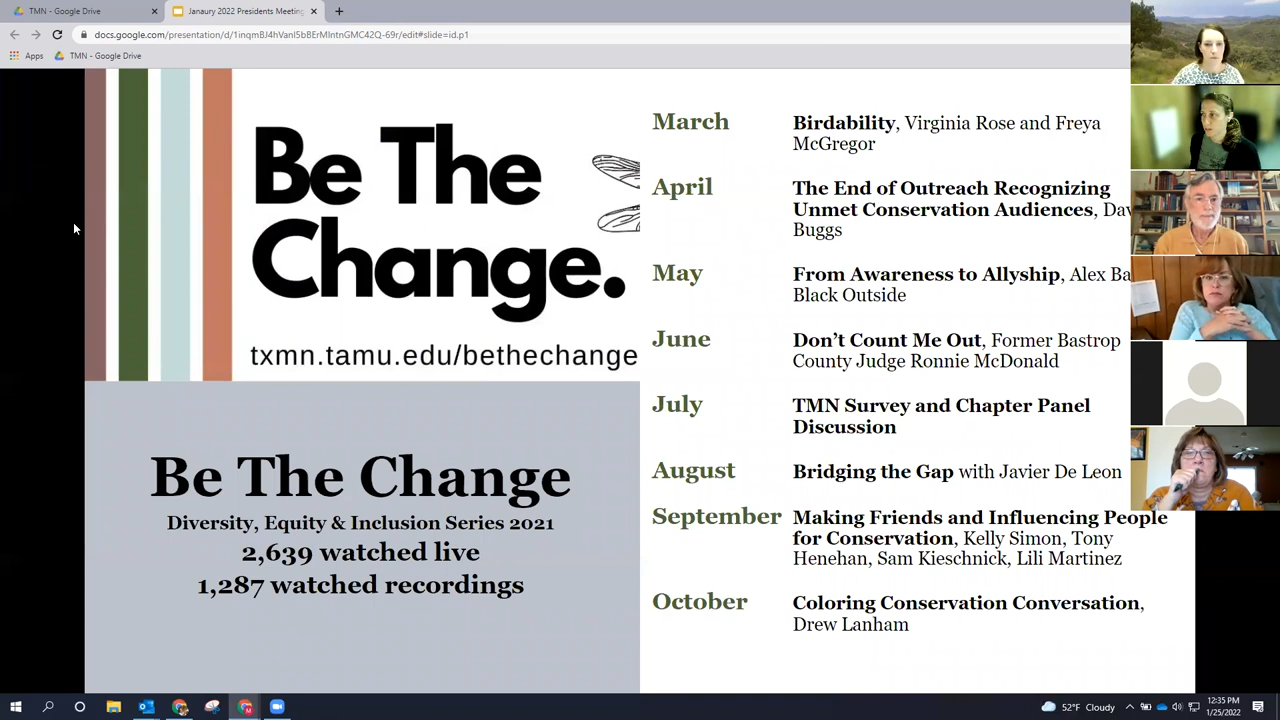 TMN - Google Drive
Janaury 2022 Presidents Meeting
docs.google.com/presentation/d/1inqmBJ4hVanI5bBErMIntnGMC42Q-69r/edit#slide=id.p1
Apps
TMN - Google Drive
Be The
Change.
txmn.tamu.edu/bethechange
Be The Change
Diversity, Equity & Inclusion Series 2021
2,639 watched live
1,287 watched recordings
March
Birdability, Virginia Rose and Freya
McGregor
April
The End of Outreach Recognizing
Unmet Conservation Audiences,
Buggs
May
From Awareness to Allyship, Alex
Black Outside
June
Don't Count Me Out, Former Bastrop
County Judge Ronnie McDonald
July
TMN Survey and Chapter Panel
Discussion
August
Bridging the Gap with Javier De Leon
September
Making Friends and Influencing People
for Conservation, Kelly Simon, Tony
Henehan, Sam Kieschnick, Lili Martinez
October
Coloring Conservation Conversation,
Drew Lanham
52°F Cloudy
12:35 PM
1/25/2022